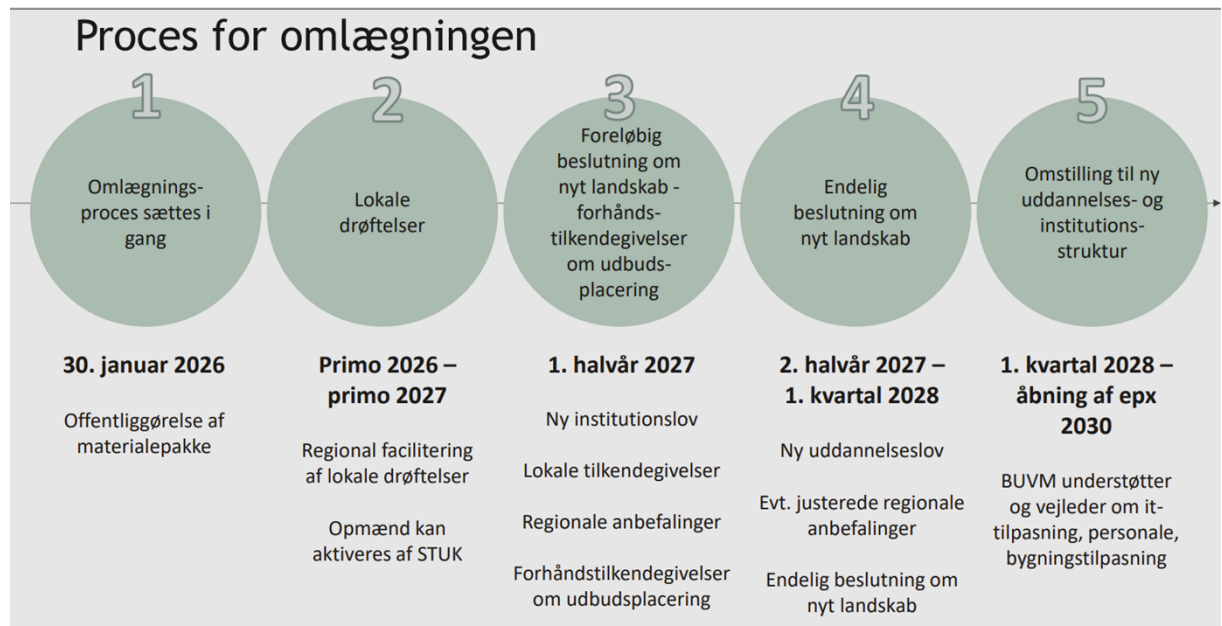 Proces for omlægningen
1
Omlægnings-
proces sættes i
gang
30. januar 2026
Offentliggørelse af
materialepakke
2
Lokale
drøftelser
Primo 2026 –
primo 2027
Regional facilitering
af lokale drøftelser
Opmænd kan
aktiveres af STUK
3
Foreløbig
beslutning om
nyt landskab -
forhånds-
tilkendegivelser
om udbuds-
placering
1. halvår 2027
Ny institutionslov
Lokale tilkendegivelser
Regionale anbefalinger
Forhåndstilkendegivelser
om udbudsplacering
4
Endelig
beslutning om
nyt landskab
2. halvår 2027 –
1. kvartal 2028
Ny uddannelseslov
Evt. justerede regionale
anbefalinger
Endelig beslutning om
nyt landskab
5
Omstilling til ny
uddannelses- og
institutions-
struktur
1. kvartal 2028 –
åbning af epx
2030
BUVM understøtter
og vejleder om it-
tilpasning, personale,
bygningstilpasning